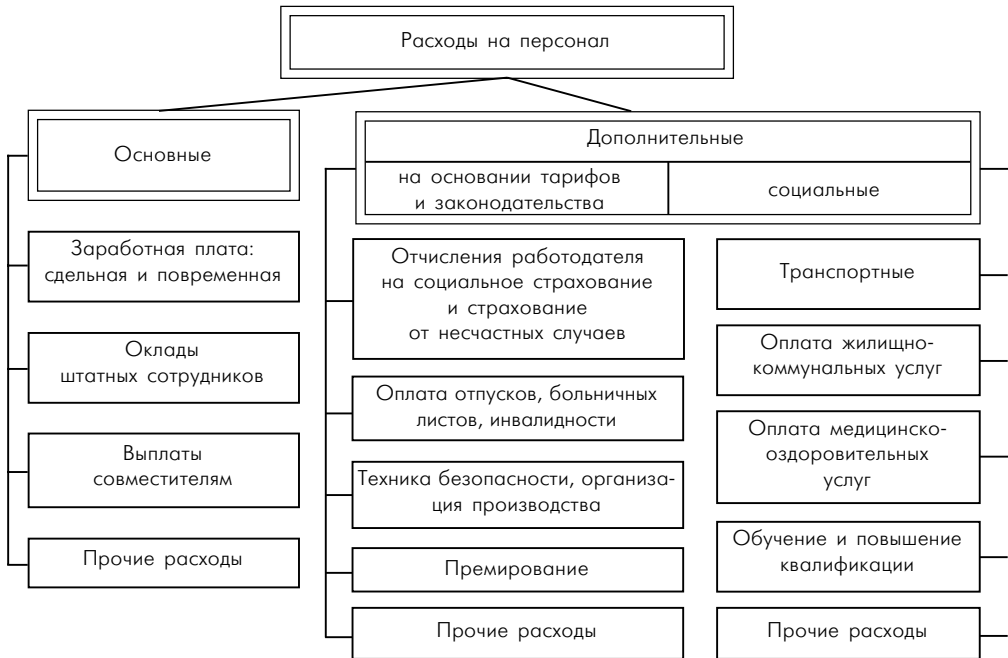 Расходы на персонал
Основные
Заработная плата:
сдельная и повременная
Оклады
штатных сотрудников
Выплаты
совместителям
Прочие расходы
Дополнительные
на основании тарифов
и законодательства
социальные
Отчисления работодателя
на социальное страхование
и страхование
от несчастных случаев
Оплата отпусков, больничных
листов, инвалидности
Техника безопасности, организа-
ция производства
Премирование
Прочие расходы
Транспортные
Оплата жилищно-
коммунальных услуг
Оплата медицинско-
оздоровительных
услуг
Обучение и повышение
квалификации
Прочие расходы